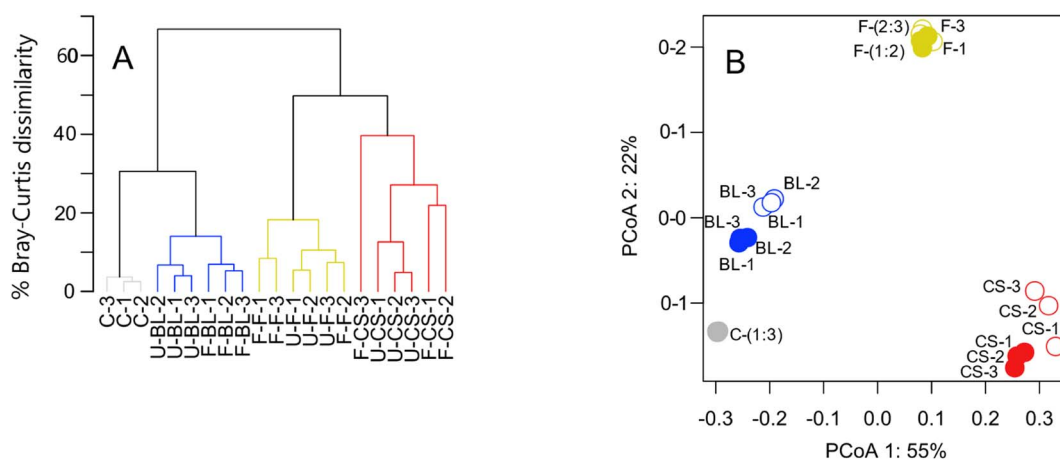 A
% Bray-Curtis dissimilarity
60
40
20
0
C-3
C-1
C-2
U-BL-2
U-BL-1
U-BL-3
F-BL-1
F-BL-2
F-BL-3
F-F-1
F-F-3
U-F-1
U-F-2
U-F-3
F-F-2
F-CS-3
U-CS-1
U-CS-2
U-CS-3
F-CS-1
F-CS-2
B
PCoA 2: 22%
0-2
0-1
0-0
0-1
F-(2:3)
F-3
F-(1:2)
F-1
BL-3
BL-2
BL-3
BL-1
BL-2
BL-1
C-(1:3)
CS-3
CS-2
CS-1
CS-1
CS-2
CS-3
-0.3
-0.2
-0.1
0.0
0.1
0.2
0.3
PCoA 1: 55%